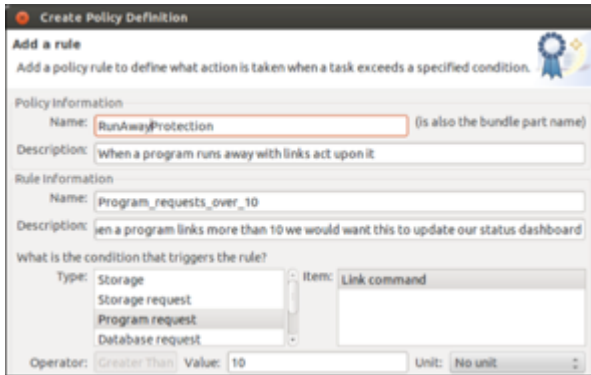 Create Policy Definition
Add a rule
Add a policy rule to define what action is taken when a task exceeds a specified condition.
Policy Information
Name: RunAwayProtection (is also the bundle part name)
Description: When a program runs away with links act upon it
Rule Information
Name: Program_requests_over_10
Description: en a program links more than 10 we would want this to update our status dashboard
What is the condition that triggers the rule?
Type: Storage Item: Link command
Storage request
Program request
Database request
Operator: Greater Than Value: 10 Unit: No unit